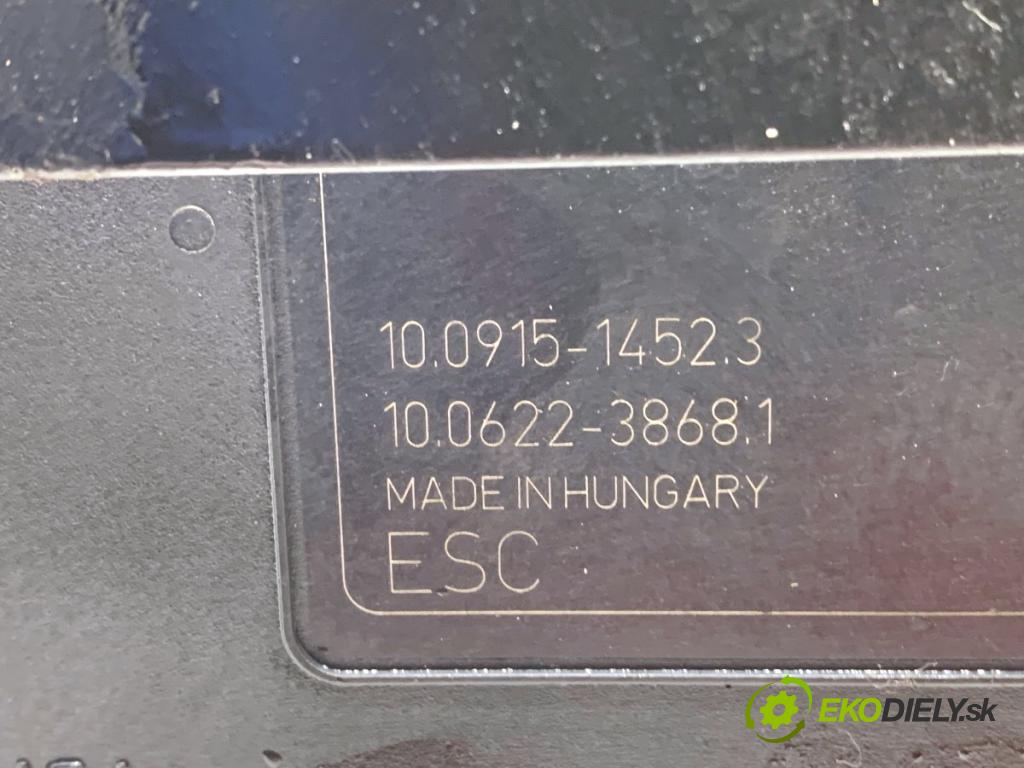 10.0915-1452.3
10.0622-3868.1
MADE IN HUNGARY
ESC
EKODIELY.sk